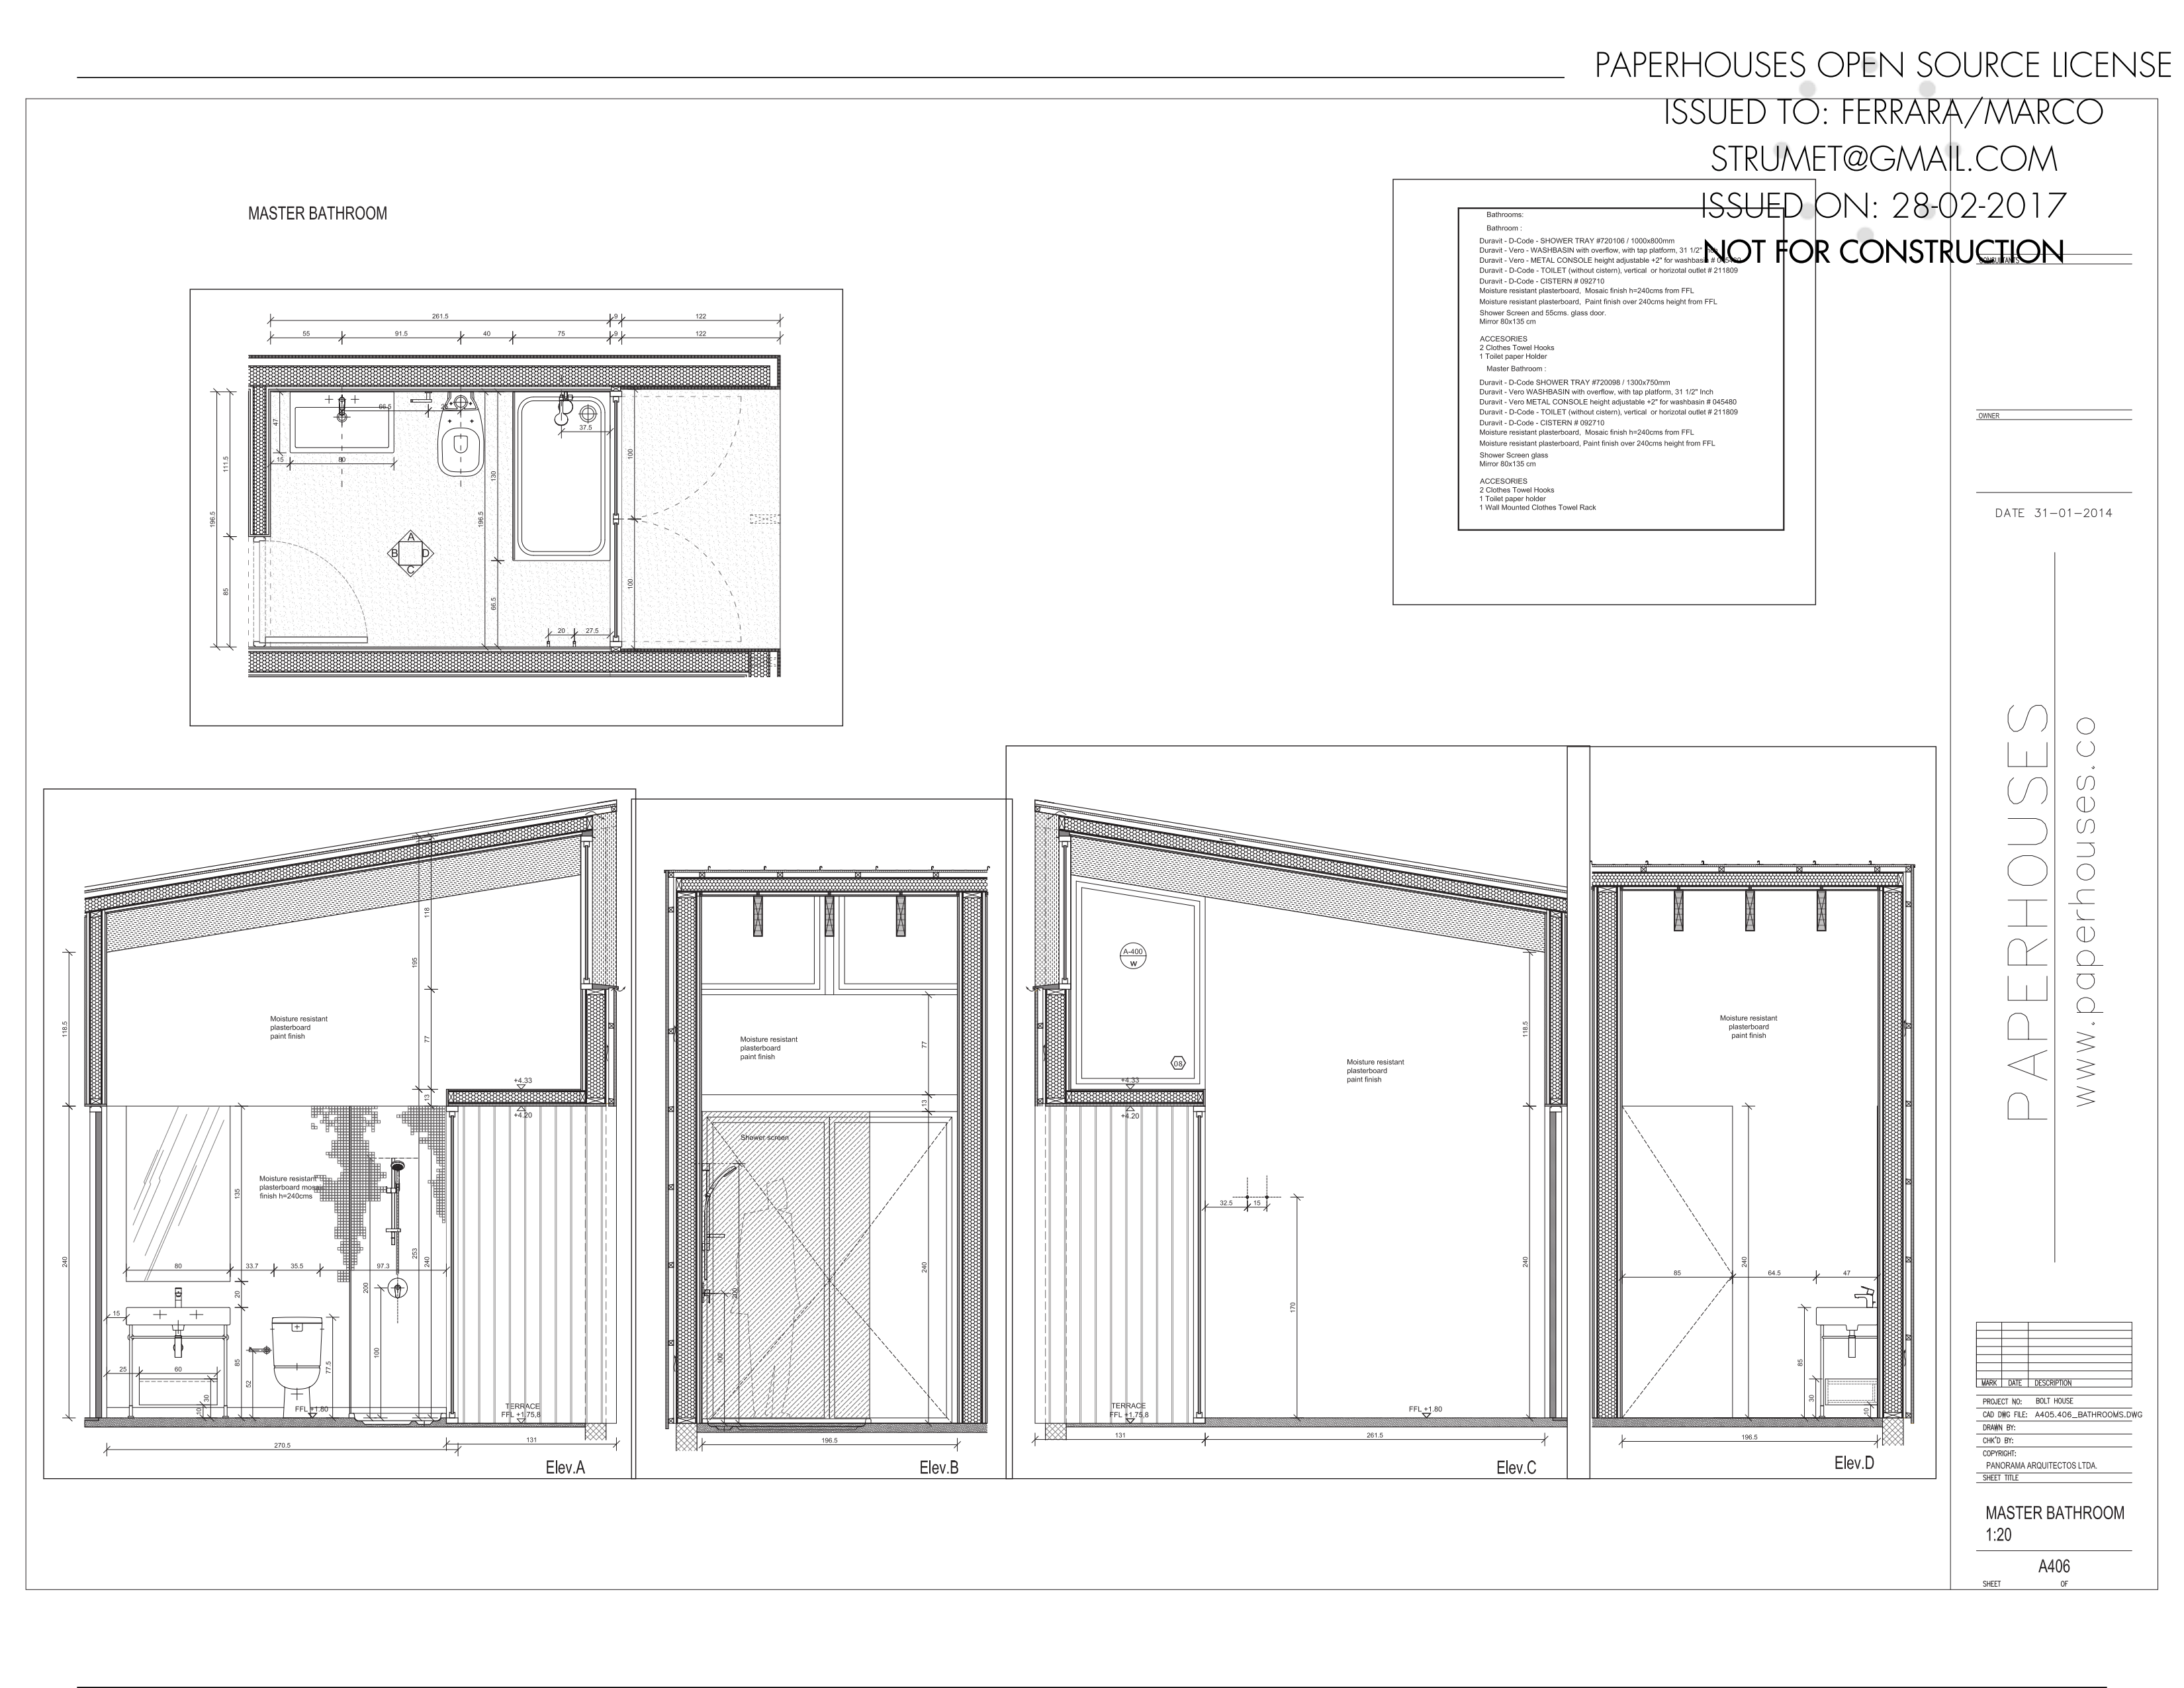 PAPERHOUSES OPEN SOURCE LICENSE
ISSUED TO: FERRARA/MARCO
STRUMET@GMAIL.COM
ISSUED ON: 28-02-2017
NOT FOR CONSTRUCTION
MASTER BATHROOM
Bathrooms:
Bathroom :
Duravit - D-Code - SHOWER TRAY #720106 / 1000x800mm
Duravit - Vero - WASHBASIN with overflow, with tap platform, 31 1/2" Inch
Duravit - Vero - METAL CONSOLE height adjustable +2" for washbasin # 045480
Duravit - D-Code - TOILET (without cistern), vertical or horizotal outlet # 211809
Duravit - D-Code - CISTERN # 092710
Moisture resistant plasterboard, Mosaic finish h=240cms from FFL
Moisture resistant plasterboard, Paint finish over 240cms height from FFL
Shower Screen and 55cms. glass door.
Mirror 80x135 cm
ACCESORIES
2 Clothes Towel Hooks
1 Toilet paper Holder
Master Bathroom :
Duravit - D-Code SHOWER TRAY #720098 / 1300x750mm
Duravit - Vero WASHBASIN with overflow, with tap platform, 31 1/2" Inch
Duravit - Vero METAL CONSOLE height adjustable +2" for washbasin # 045480
Duravit - D-Code - TOILET (without cistern), vertical or horizotal outlet # 211809
Duravit - D-Code - CISTERN # 092710
Moisture resistant plasterboard, Mosaic finish h=240cms from FFL
Moisture resistant plasterboard, Paint finish over 240cms height from FFL
Shower Screen glass
Mirror 80x135 cm
ACCESORIES
2 Clothes Towel Hooks
1 Toilet paper holder
1 Wall Mounted Clothes Towel Rack
261.5 9 122
55 91.5 40 75 9 122
66.5
37.5
47
15 80
111.5
196.5
85
130
196.5
66.5
100
100
20 27.5
A
B D
C
118.5
240
118
195
77
13
Moisture resistant
plasterboard
paint finish
+4.33
+4.20
Moisture resistant
plasterboard mosa
finish h=240cms
135
80 33.7 35.5 97.3
253
240
200
100
20
15
85
52
77.5
25 60
30
10
FFL +1.80
TERRACE
FFL +1.75,8
270.5 131
Elev.A
Moisture resistant
plasterboard
paint finish
77
13
Shower screen
240
200
100
196.5
Elev.B
A-400
W
08
+4.33
+4.20
Moisture resistant
plasterboard
paint finish
118.5
240
32.5 15
170
TERRACE
FFL +1.75,8
FFL +1.80
131 261.5
Elev.C
Moisture resistant
plasterboard
paint finish
240
85 64.5 47
85
30
10
196.5
Elev.D
CONSULTANTS
OWNER
DATE 31-01-2014
PAPERHOUSES
www.paperhouses.co
MARK DATE DESCRIPTION
PROJECT NO: BOLT HOUSE
CAD DWG FILE: A405.406_BATHROOMS.DWG
DRAWN BY:
CHK'D BY:
COPYRIGHT:
PANORAMA ARQUITECTOS LTDA.
SHEET TITLE
MASTER BATHROOM
1:20
A406
SHEET OF